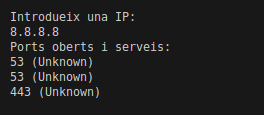 Introdueix una IP:
8.8.8.8
Ports oberts i serveis:
53 (Unknown)
53 (Unknown)
443 (Unknown)